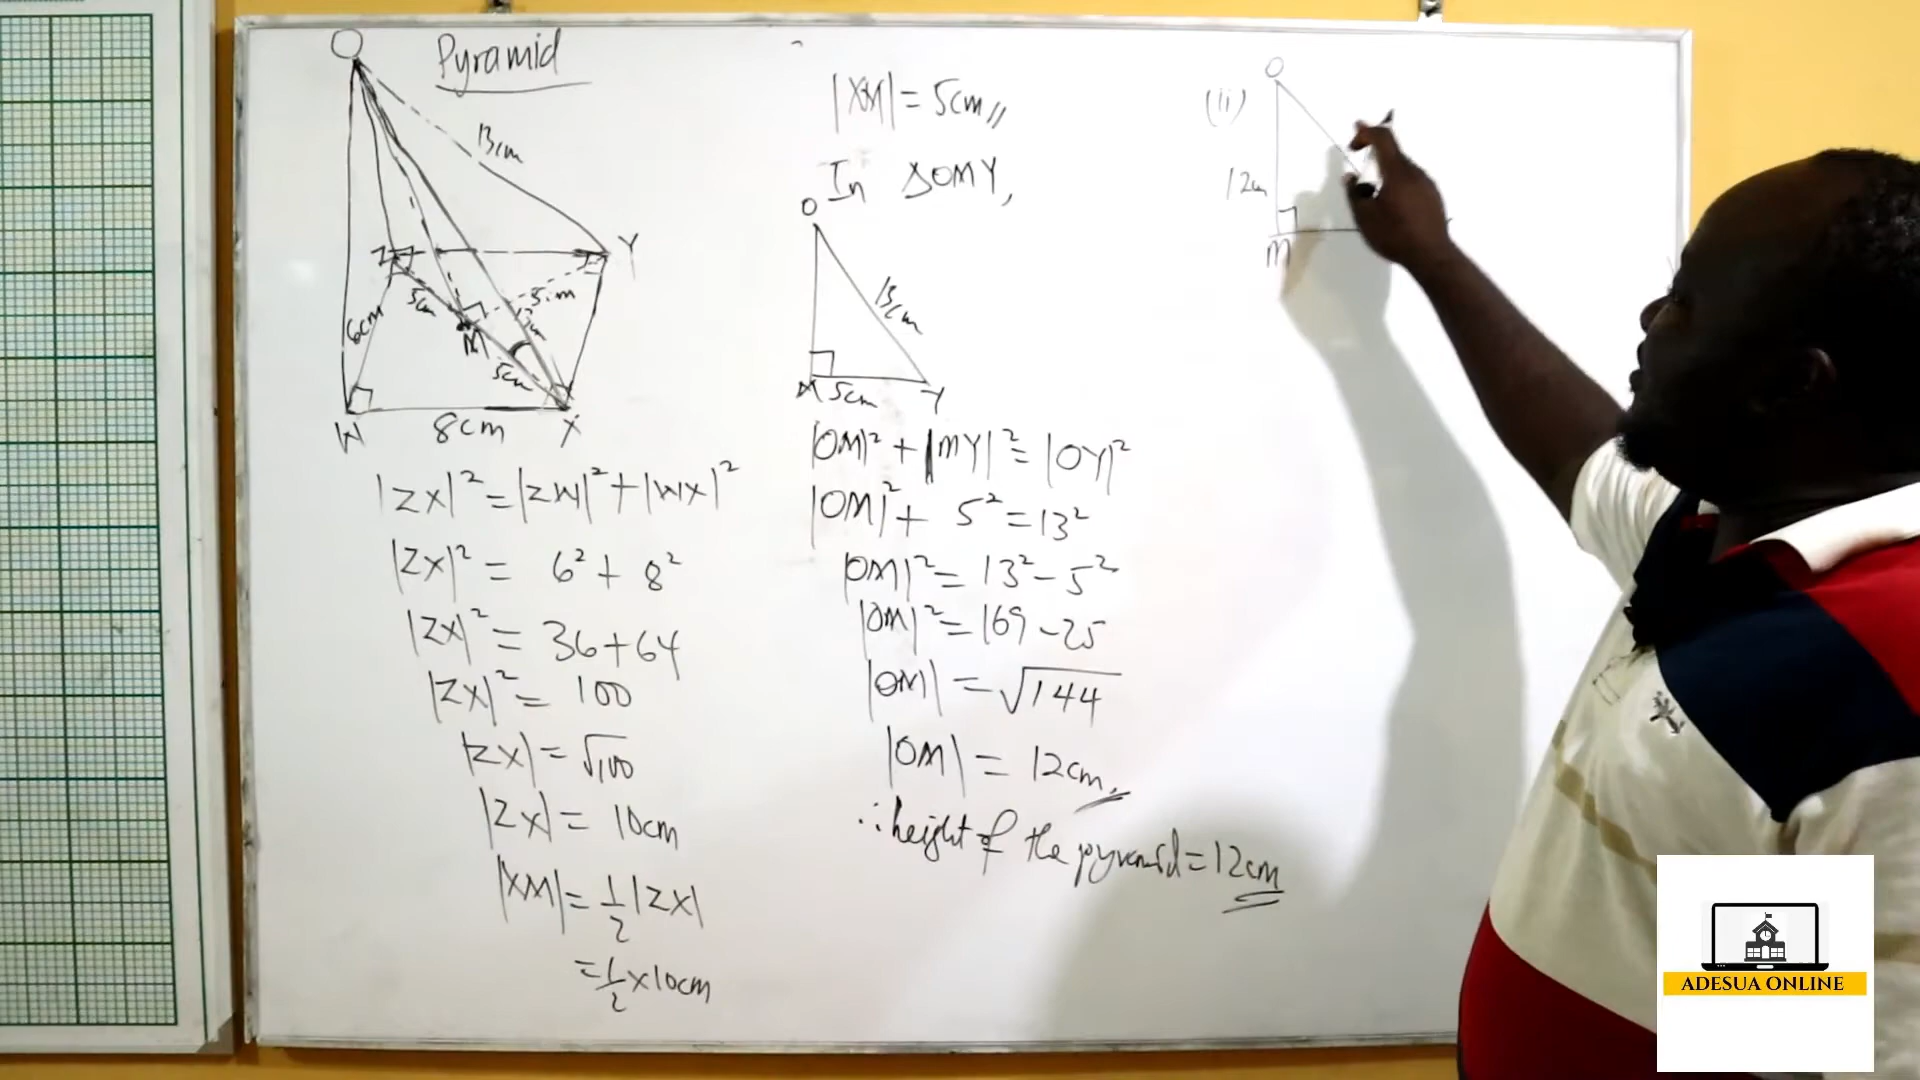 Pyramid
O
13cm
Z
Y
5cm
5cm
6cm
M
5cm
W
8cm
X
|ZX|² = |ZW|² + |WX|²
|ZX|² = 6² + 8²
|ZX|² = 36 + 64
|ZX|² = 100
|ZX| = √100
|ZX| = 10cm
|XM| = 1/2 |ZX|
= 1/2 × 10cm
|XM| = 5cm //
In ΔOMY,
O
13cm
M 5cm Y
|OM|² + |MY|² = |OY|²
|OM|² + 5² = 13²
|OM|² = 13² - 5²
|OM|² = 169 - 25
|OM| = √144
|OM| = 12cm
∴ height of the pyramid = 12cm
(ii)
O
12cm
M
ADESUA ONLINE